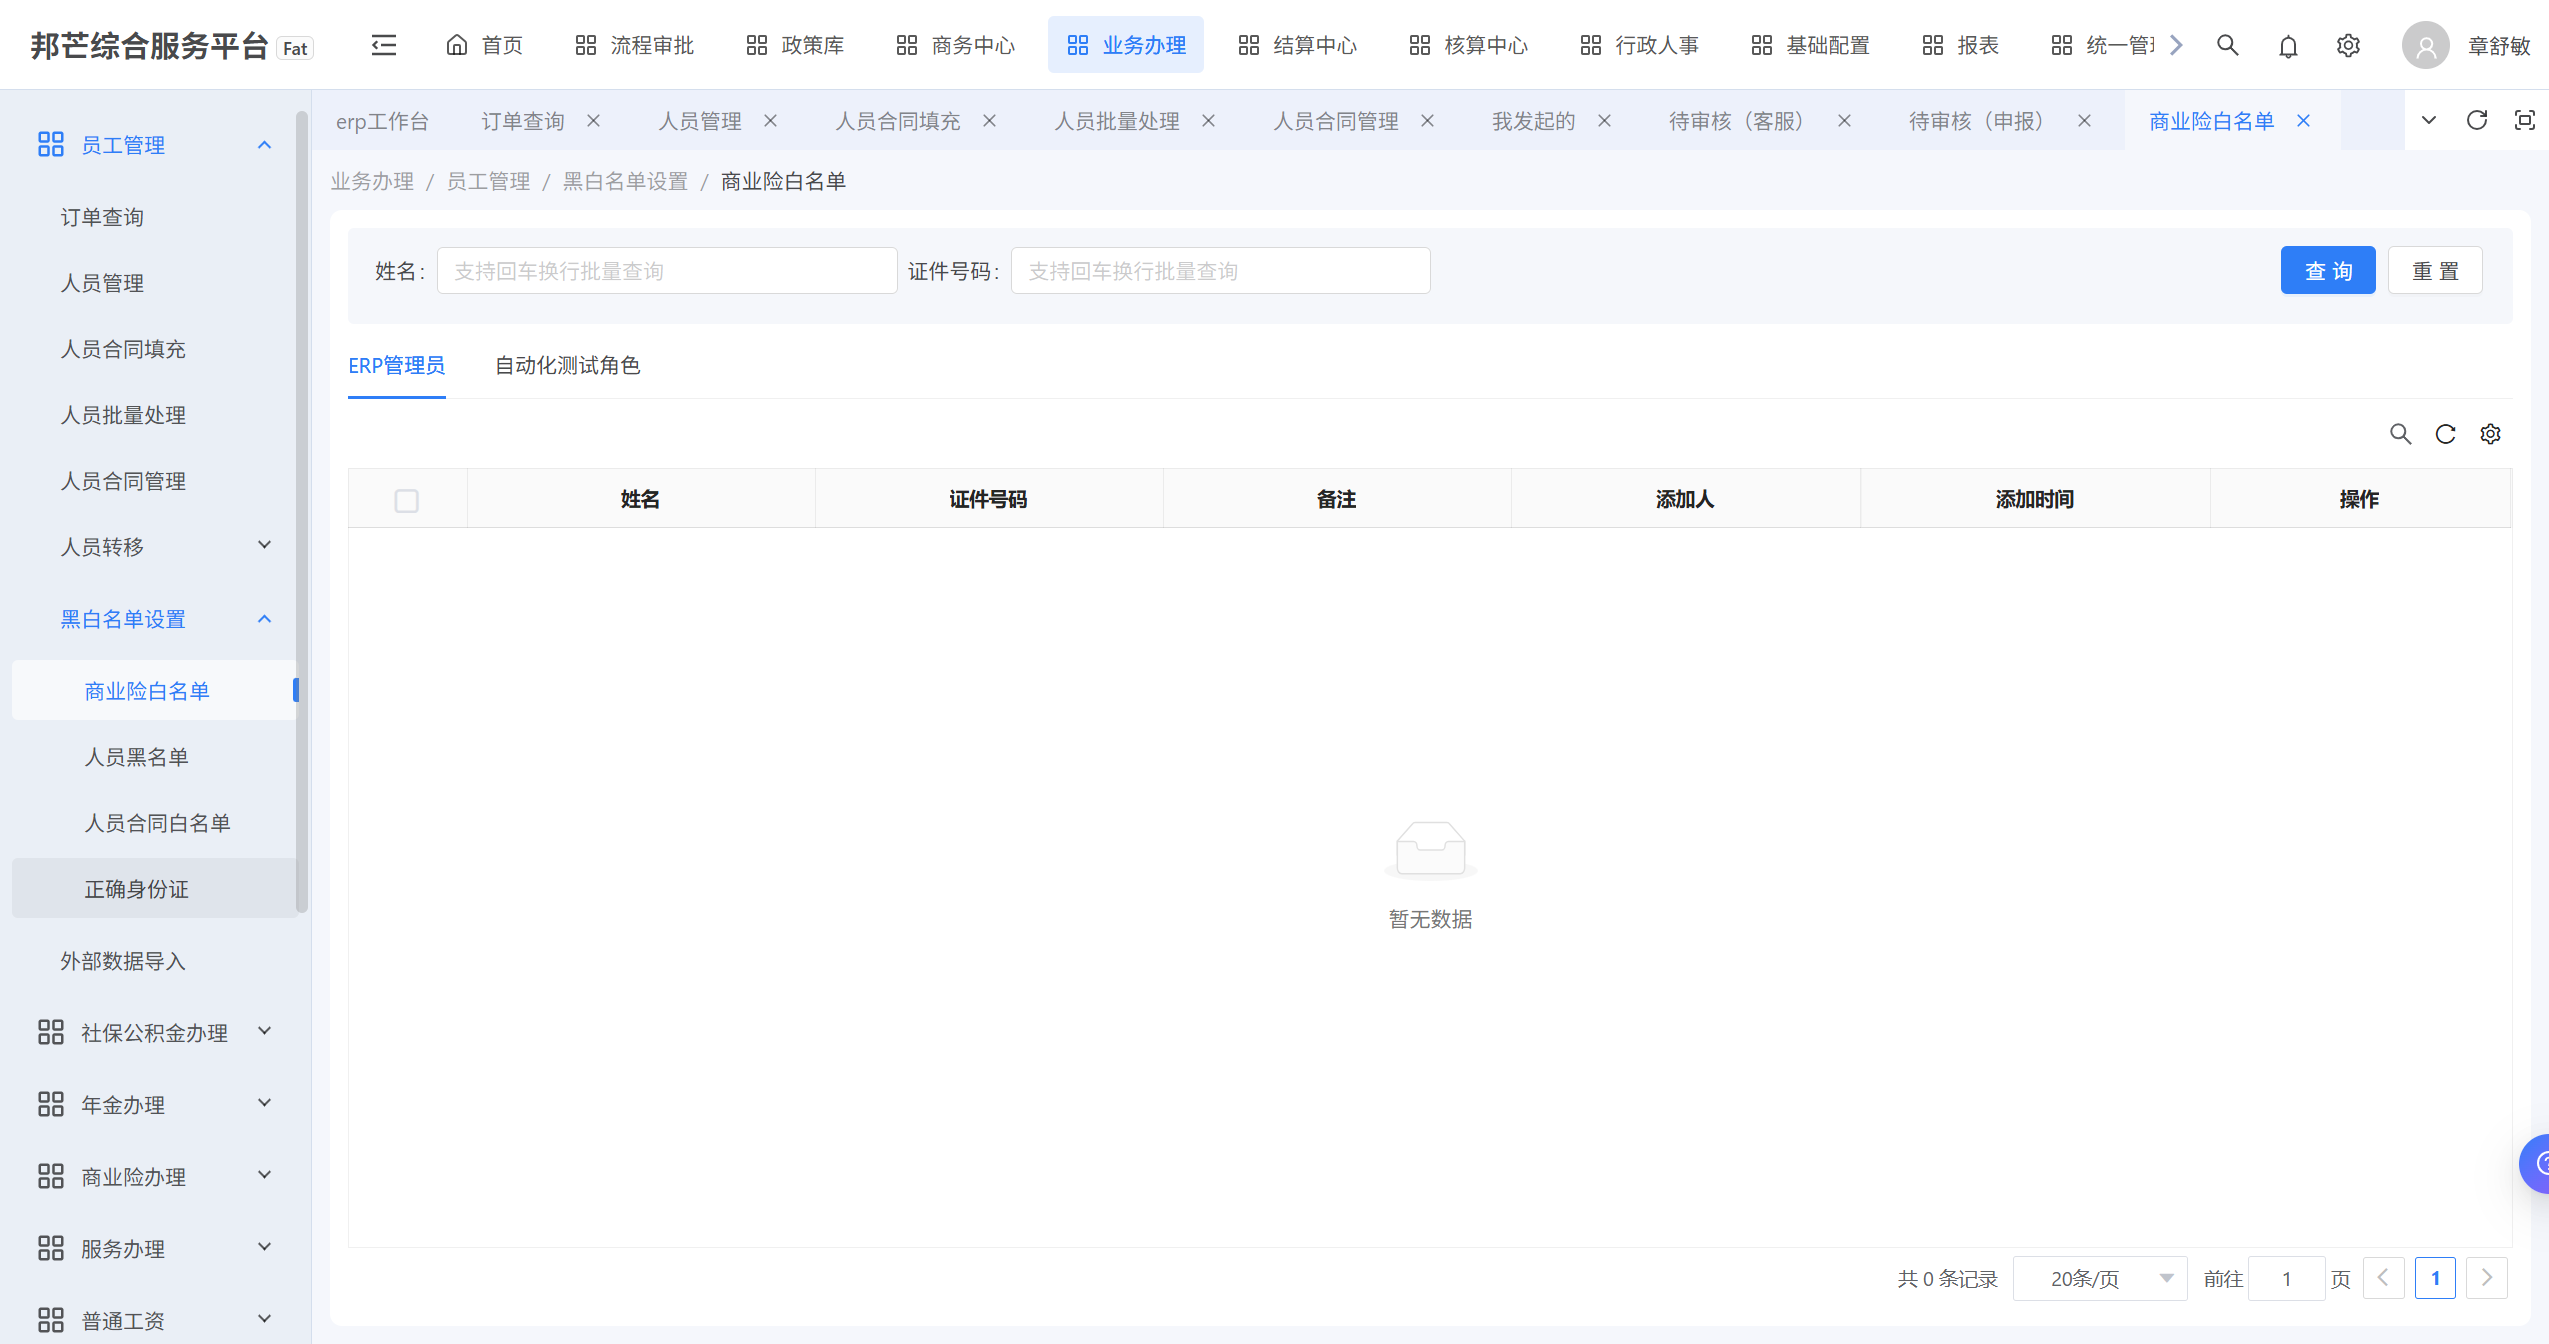 邦芒综合服务平台 Fat 首页 流程审批 政策库 商务中心 业务办理 结算中心 核算中心 行政人事 基础配置 报表 统一管 章舒敏
erp工作台 订单查询 人员管理 人员合同填充 人员批量处理 人员合同管理 我发起的 待审核（客服） 待审核（申报） 商业险白名单
业务办理 / 员工管理 / 黑白名单设置 / 商业险白名单
员工管理
订单查询
人员管理
人员合同填充
人员批量处理
人员合同管理
人员转移
黑白名单设置
商业险白名单
人员黑名单
人员合同白名单
正确身份证
外部数据导入
社保公积金办理
年金办理
商业险办理
服务办理
普通工资
姓名: 支持回车换行批量查询 证件号码: 支持回车换行批量查询 查 询 重 置
ERP管理员 自动化测试角色
姓名 证件号码 备注 添加人 添加时间 操作
暂无数据
共 0 条记录 20条/页 前往 1 页 1